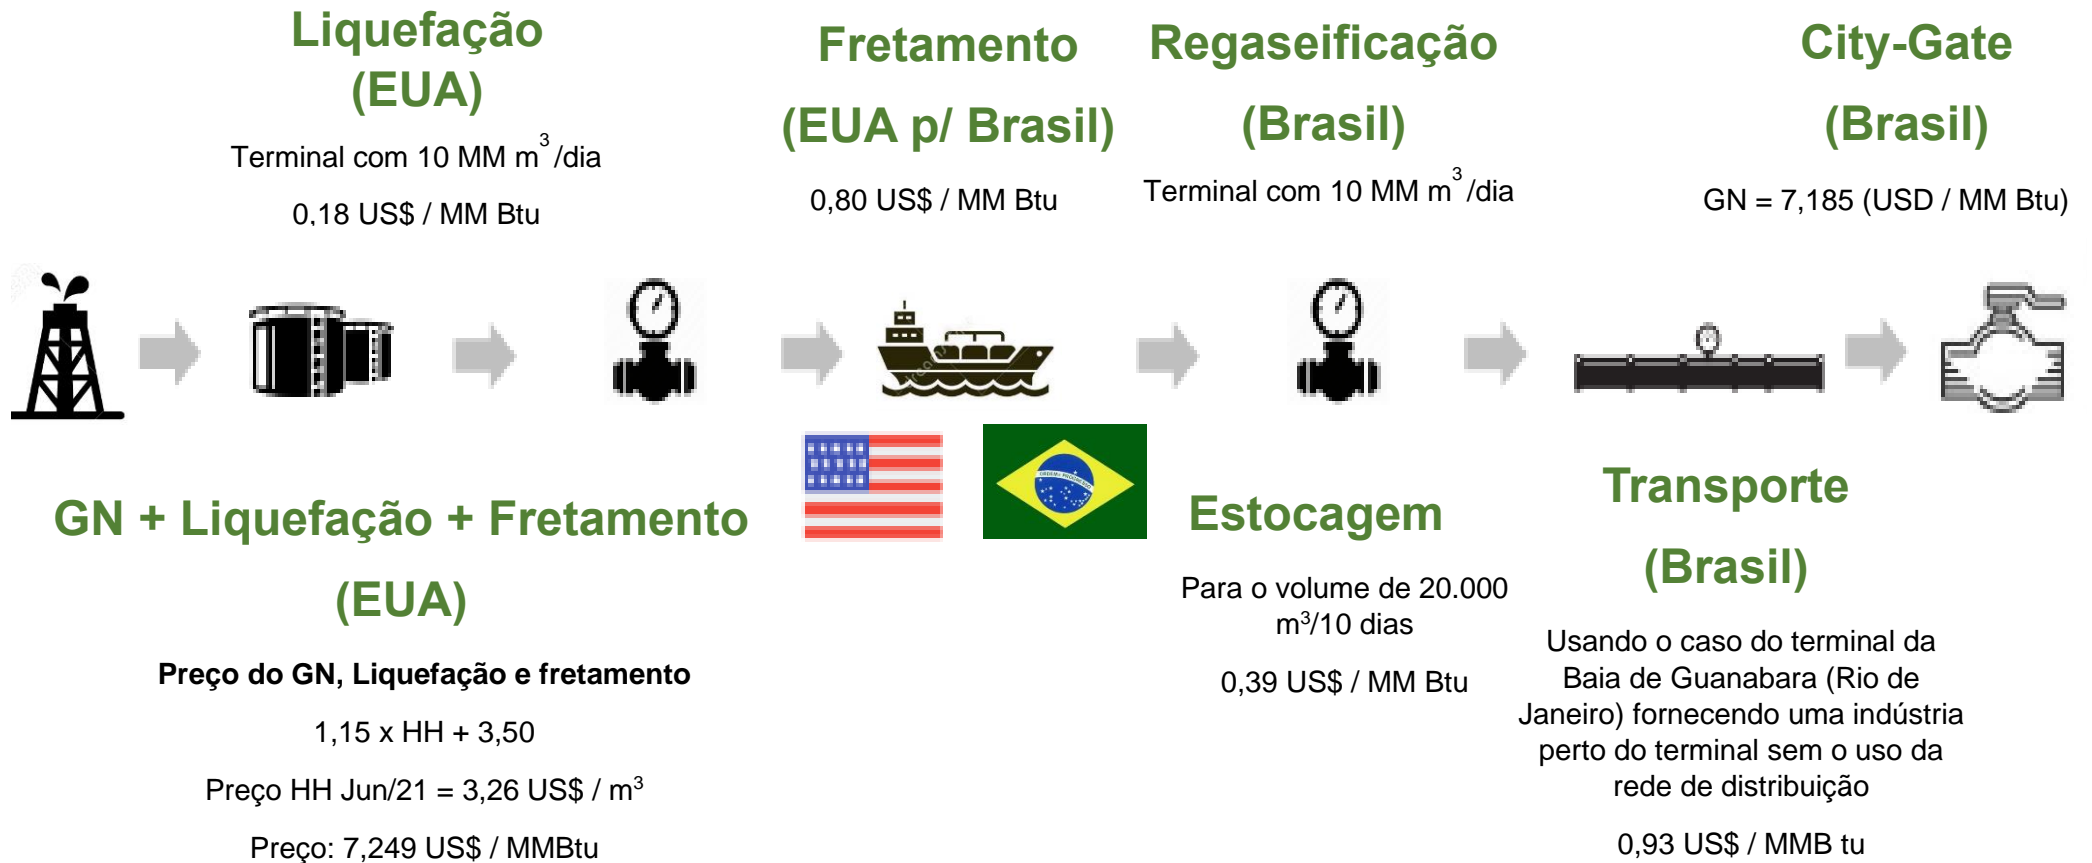 Liquefação
(EUA)
Terminal com 10 MM m³/dia
0,18 US$ / MM Btu
Fretamento
(EUA p/ Brasil)
0,80 US$ / MM Btu
Regaseificação
(Brasil)
Terminal com 10 MM m³/dia
City-Gate
(Brasil)
GN = 7,185 (USD / MM Btu)
GN + Liquefação + Fretamento
(EUA)
Preço do GN, Liquefação e fretamento
1,15 x HH + 3,50
Preço HH Jun/21 = 3,26 US$ / m³
Preço: 7,249 US$ / MMBtu
Estocagem
Para o volume de 20.000
m³/10 dias
0,39 US$ / MM Btu
Transporte
(Brasil)
Usando o caso do terminal da
Baia de Guanabara (Rio de
Janeiro) fornecendo uma indústria
perto do terminal sem o uso da
rede de distribuição
0,93 US$ / MMB tu